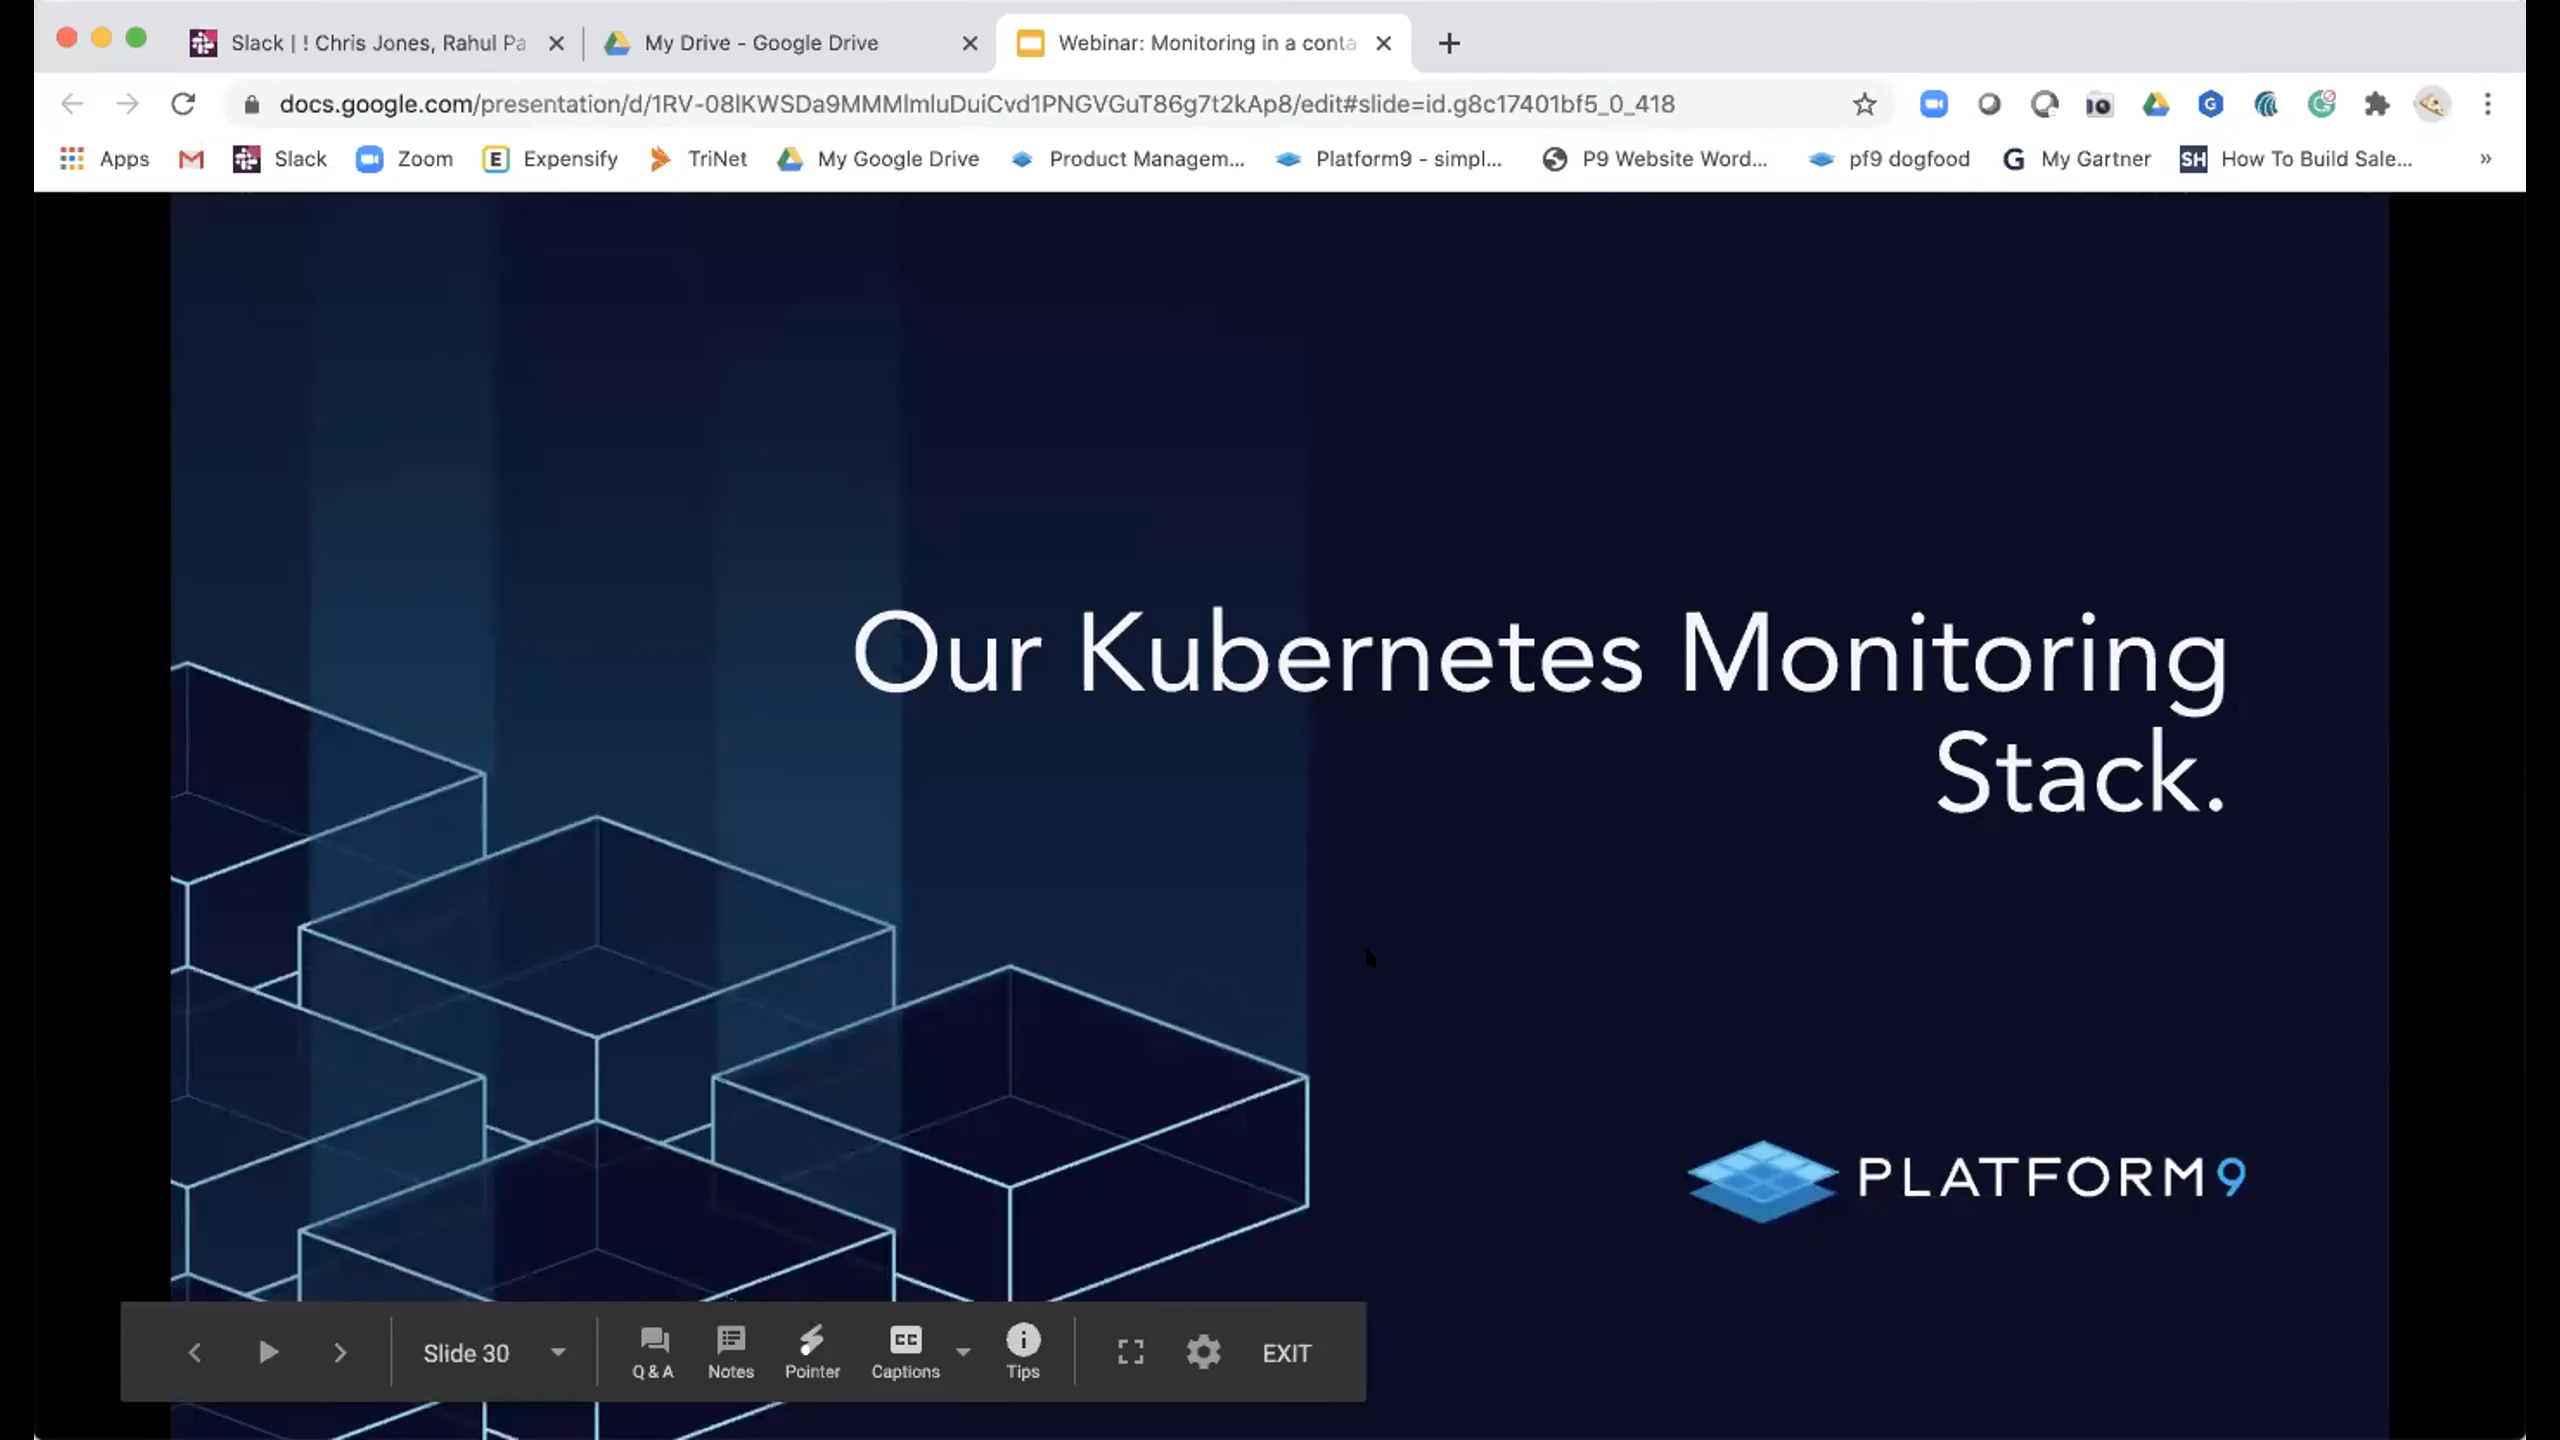 Slack | ! Chris Jones, Rahul Pa
My Drive - Google Drive
Webinar: Monitoring in a conta
docs.google.com/presentation/d/1RV-08lKWSDa9MMMlmluDuiCvd1PNGVGuT86g7t2kAp8/edit#slide=id.g8c17401bf5_0_418
Apps
Slack
Zoom
E
Expensify
TriNet
My Google Drive
Product Managem...
Platform9 - simpl...
P9 Website Word...
pf9 dogfood
G
My Gartner
SH
How To Build Sale...
»
Our Kubernetes Monitoring
Stack.
PLATFORM9
Slide 30
Q & A
Notes
Pointer
CC
Captions
Tips
EXIT